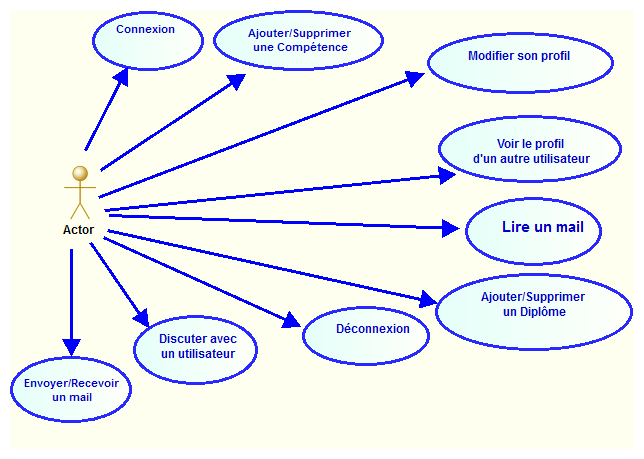 Connexion
Ajouter/Supprimer
une Compétence
Modifier son profil
Voir le profil
d'un autre utilisateur
Actor
Lire un mail
Ajouter/Supprimer
un Diplôme
Déconnexion
Discuter avec
un utilisateur
Envoyer/Recevoir
un mail